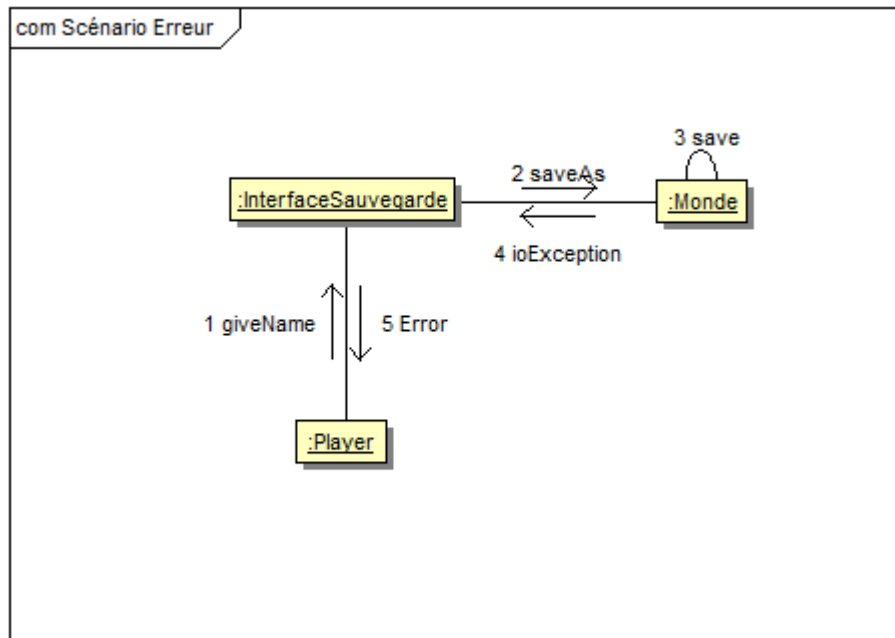 com Scénario Erreur
3 save
2 saveAs
:InterfaceSauvegarde
:Monde
4 ioException
1 giveName
5 Error
:Player